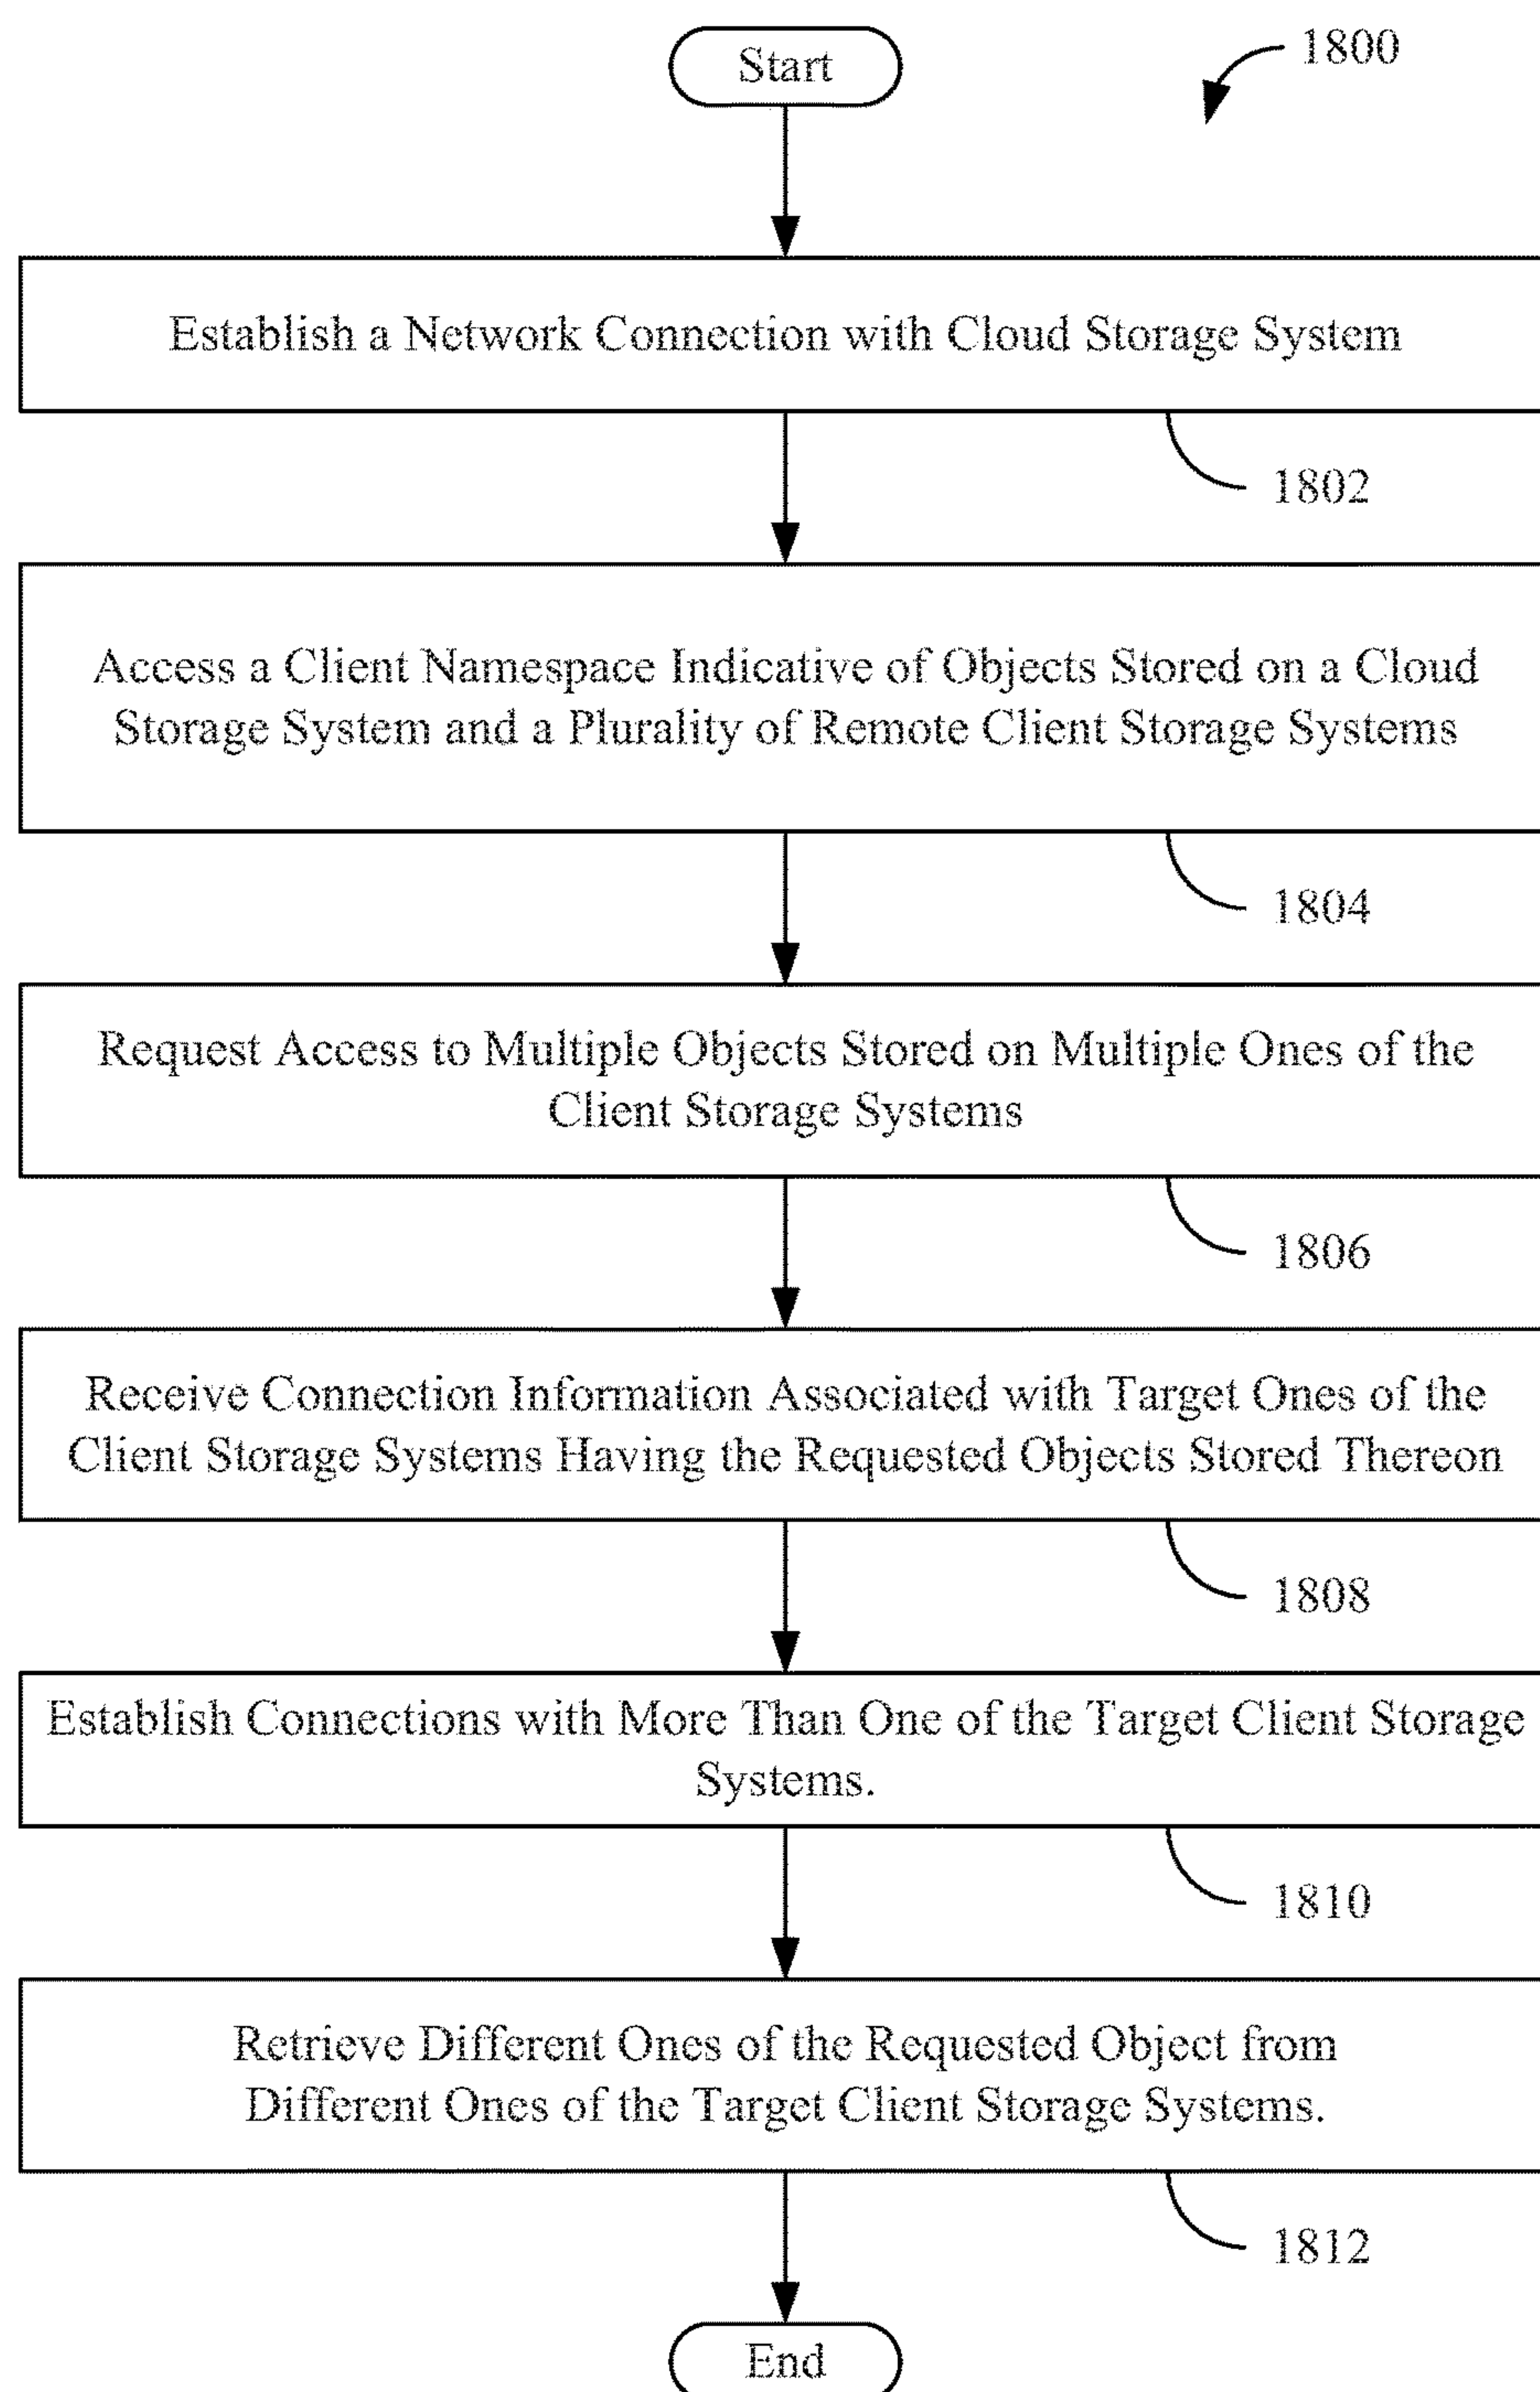 Start
1800
Establish a Network Connection with Cloud Storage System
1802
Access a Client Namespace Indicative of Objects Stored on a Cloud
Storage System and a Plurality of Remote Client Storage Systems
1804
Request Access to Multiple Objects Stored on Multiple Ones of the
Client Storage Systems
1806
Receive Connection Information Associated with Target Ones of the
Client Storage Systems Having the Requested Objects Stored Thereon
1808
Establish Connections with More Than One of the Target Client Storage
Systems.
1810
Retrieve Different Ones of the Requested Object from
Different Ones of the Target Client Storage Systems.
1812
End